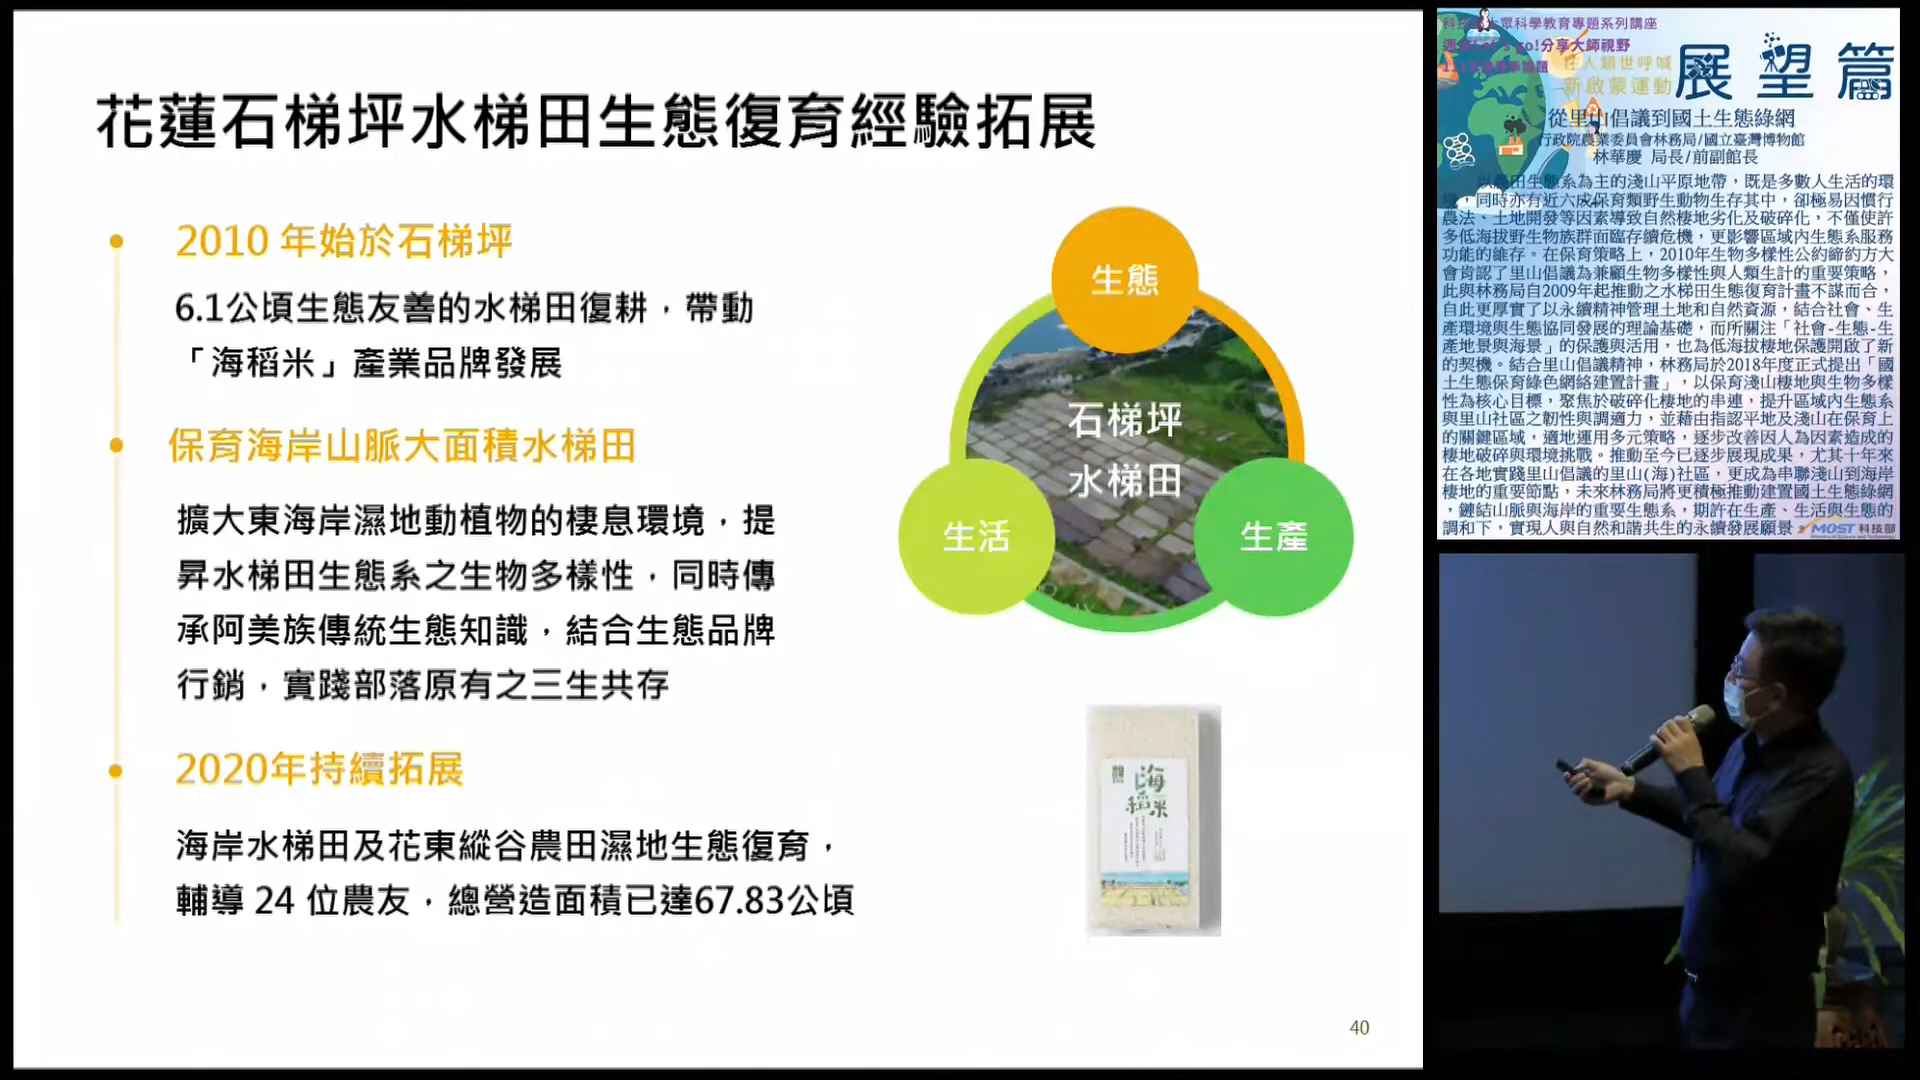 花蓮石梯坪水梯田生態復育經驗拓展
2010 年始於石梯坪
6.1公頃生態友善的水梯田復耕，帶動
「海稻米」產業品牌發展
保育海岸山脈大面積水梯田
擴大東海岸濕地動植物的棲息環境，提
昇水梯田生態系之生物多樣性，同時傳
承阿美族傳統生態知識，結合生態品牌
行銷，實踐部落原有之三生共存
2020年持續拓展
海岸水梯田及花東縱谷農田濕地生態復育，
輔導 24 位農友，總營造面積已達67.83公頃
生態
石梯坪
水梯田
生活
生產
海
稻米
40
眾科學教育專題系列講座
go!分享大師視野
在人類世呼喊
新啟蒙運動
展望篇
從里山倡議到國土生態綠網
行政院農業委員會林務局/國立臺灣博物館
林華慶 局長/前副館長
農田生態系為主的淺山平原地帶，既是多數人生活的環
，同時亦有近六成保育類野生動物生存其中，卻極易因慣行
農法、土地開發等因素導致自然棲地劣化及破碎化，不僅使許
多低海拔野生物族群面臨存續危機，更影響區域內生態系服務
功能的維存。在保育策略上，2010年生物多樣性公約締約方大
會肯認了里山倡議為兼顧生物多樣性與人類生計的重要策略，
此與林務局自2009年起推動之水梯田生態復育計畫不謀而合，
自此更厚實了以永續精神管理土地和自然資源，結合社會、生
產環境與生態協同發展的理論基礎，而所關注「社會-生態-生
產地景與海景」的保護與活用，也為低海拔棲地保護開啟了新
的契機。結合里山倡議精神，林務局於2018年度正式提出「國
土生態保育綠色網絡建置計畫」，以保育淺山棲地與生物多樣
性為核心目標，聚焦於破碎化棲地的串連，提升區域內生態系
與里山社區之韌性與調適力，並藉由指認平地及淺山在保育上
的關鍵區域，適地運用多元策略，逐步改善因人為因素造成的
棲地破碎與環境挑戰。推動至今已逐步展現成果，尤其十年來
在各地實踐里山倡議的里山(海)社區，更成為串聯淺山到海岸
棲地的重要節點，未來林務局將更積極推動建置國土生態綠網
，鏈結山脈與海岸的重要生態系，期許在生產、生活與生態的
調和下，實現人與自然和諧共生的永續發展願景。
MOST 科技部